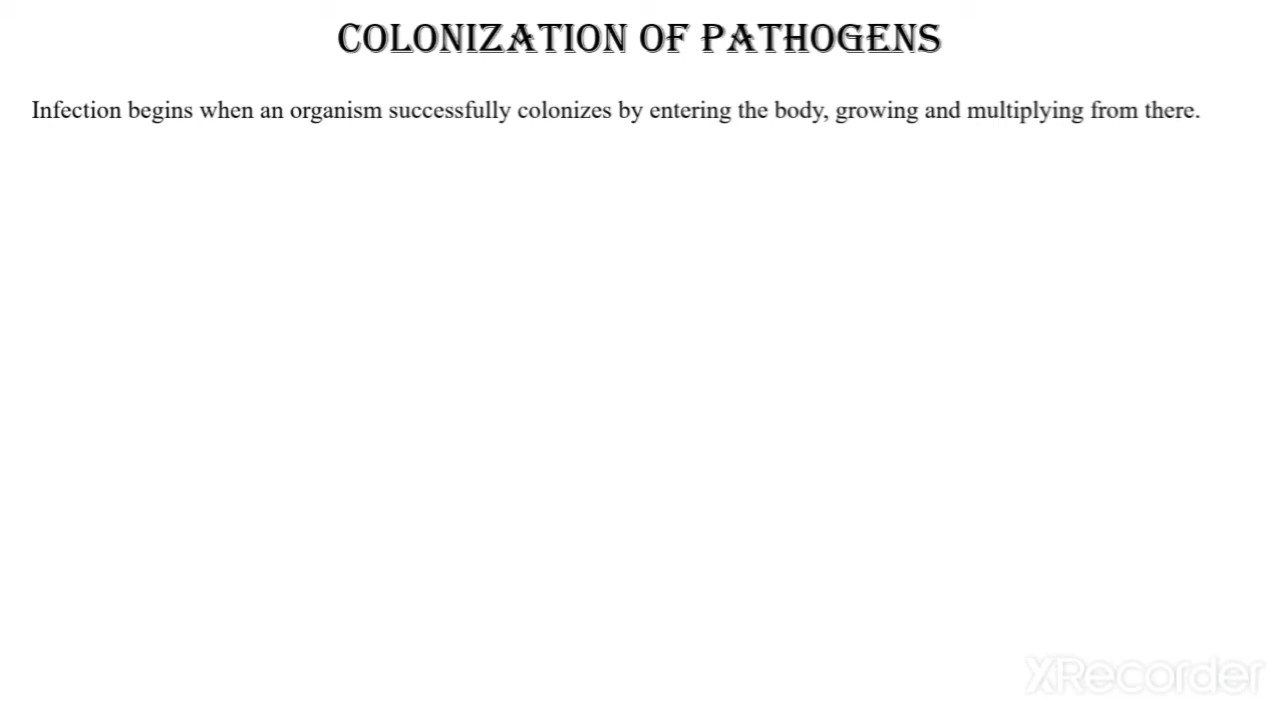 COLONIZATION OF PATHOGENS
Infection begins when an organism successfully colonizes by entering the body, growing and multiplying from there.
XRecorder